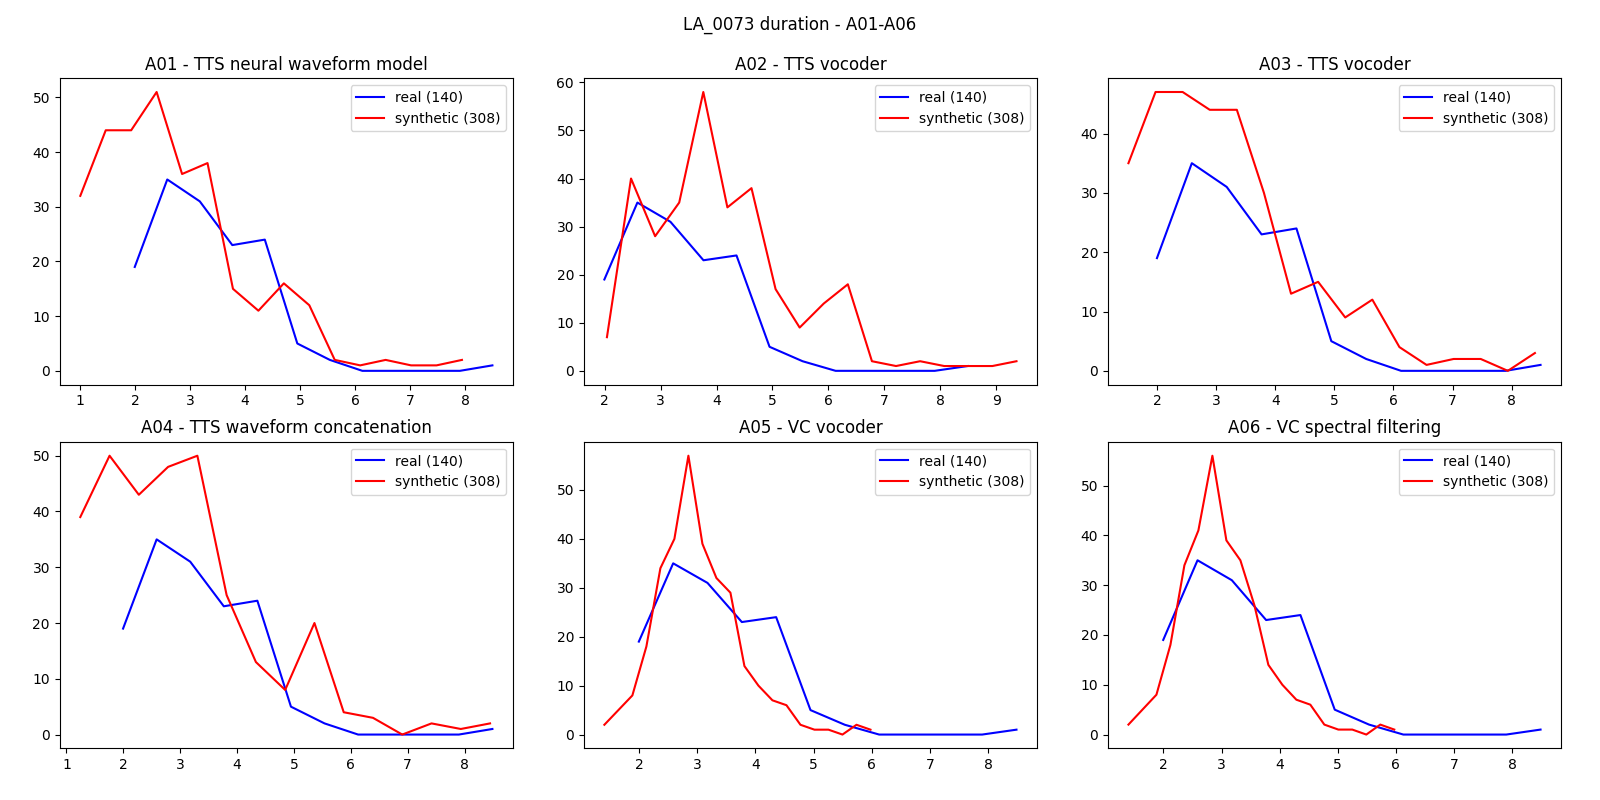 LA_0073 duration - A01-A06
A01 - TTS neural waveform model
real (140)
synthetic (308)
50
40
30
20
10
0
1 2 3 4 5 6 7 8
A02 - TTS vocoder
real (140)
synthetic (308)
60
50
40
30
20
10
0
2 3 4 5 6 7 8 9
A03 - TTS vocoder
real (140)
synthetic (308)
40
30
20
10
0
2 3 4 5 6 7 8
A04 - TTS waveform concatenation
real (140)
synthetic (308)
50
40
30
20
10
0
1 2 3 4 5 6 7 8
A05 - VC vocoder
real (140)
synthetic (308)
50
40
30
20
10
0
2 3 4 5 6 7 8
A06 - VC spectral filtering
real (140)
synthetic (308)
50
40
30
20
10
0
2 3 4 5 6 7 8